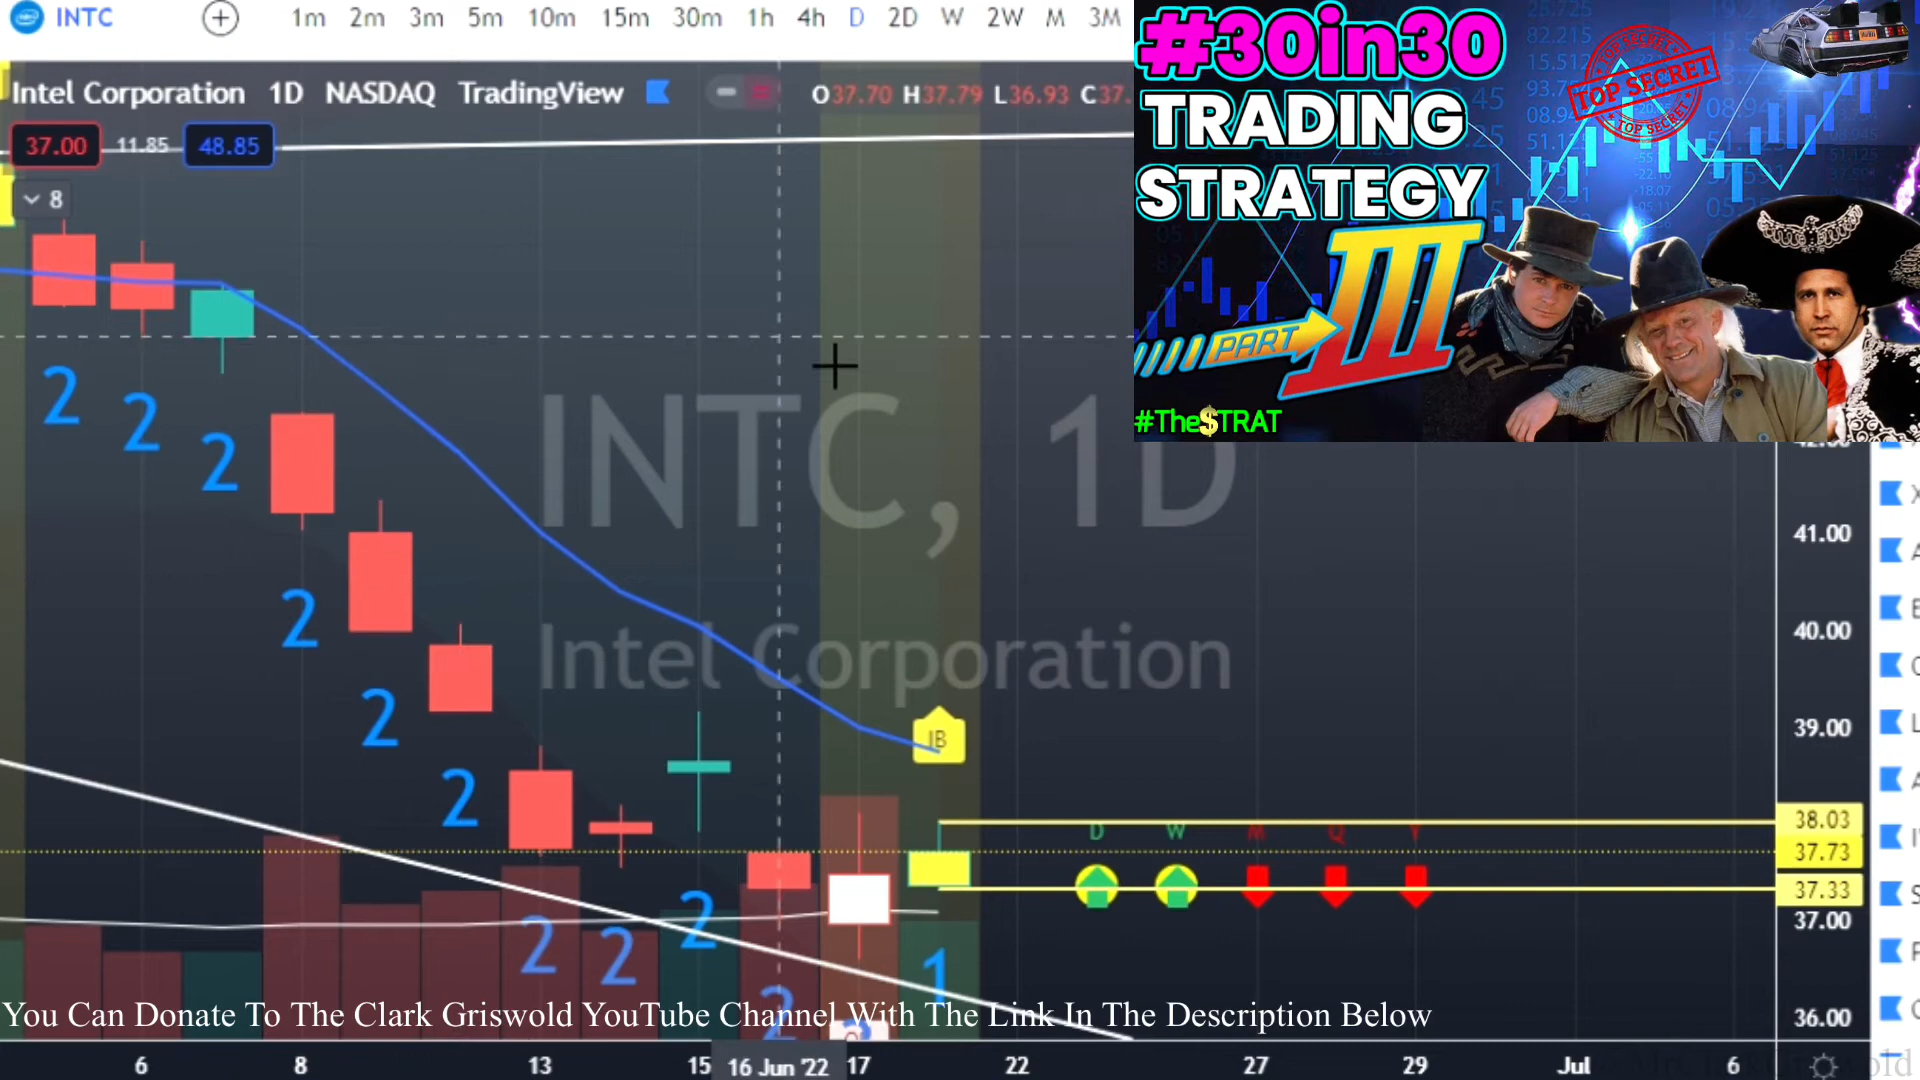 INTC 1m 2m 3m 5m 10m 15m 30m 1h 4h D 2D W 2W M 3M
Intel Corporation 1D NASDAQ TradingView O37.70 H37.79 L36.93 C37.
37.00 11.85 48.85
8
#30in30
TRADING
STRATEGY
PART III
#The$TRAT
TOP SECRET
TOP SECRET
TOP SECRET
INTC, 1D
Intel Corporation
2 2 2 2 2 2 2 2 2 2 1
IB
D W M Q Y
41.00
40.00
39.00
38.03
37.73
37.33
37.00
36.00
You Can Donate To The Clark Griswold YouTube Channel With The Link In The Description Below
6 8 13 15 16 Jun '22 17 22 27 29 Jul 6